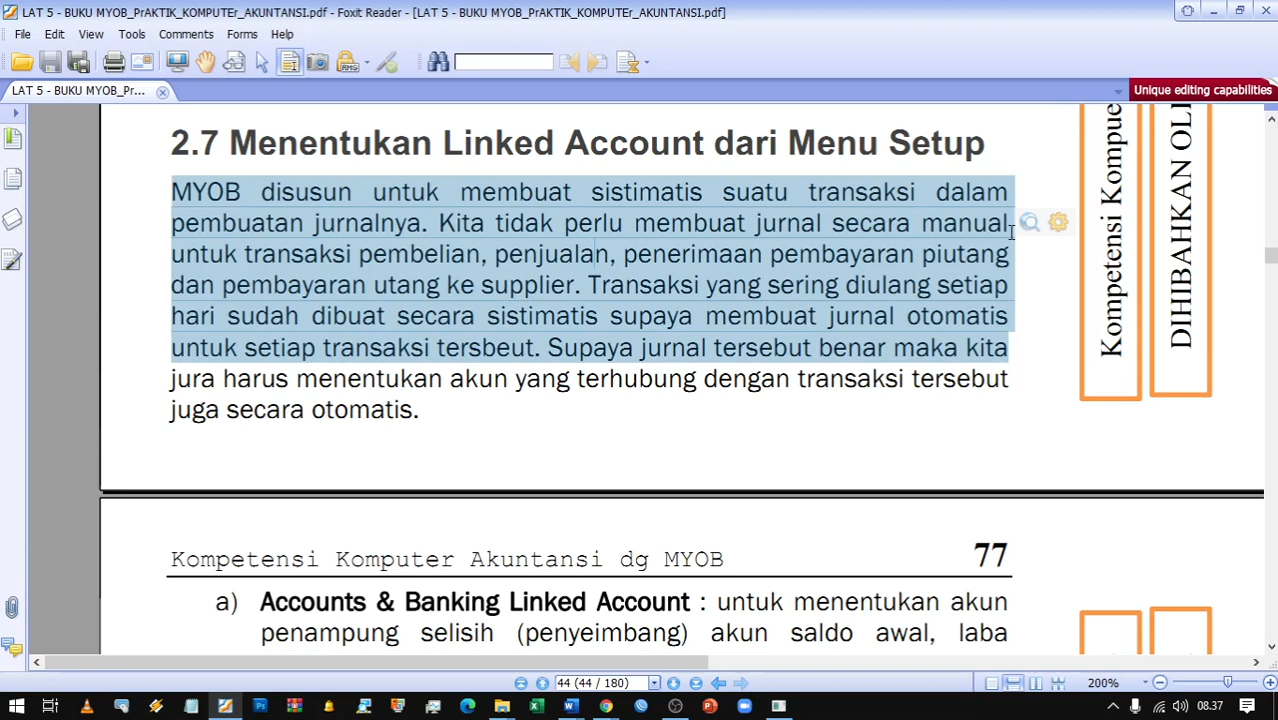 LAT 5 - BUKU MYOB_PrAKTIK_KOMPUTEr_AKUNTANSI.pdf - Foxit Reader - [LAT 5 - BUKU MYOB_PrAKTIK_KOMPUTEr_AKUNTANSI.pdf]
File Edit View Tools Comments Forms Help
RMS
LAT 5 - BUKU MYOB_Pr...
Unique editing capabilities
2.7 Menentukan Linked Account dari Menu Setup
MYOB disusun untuk membuat sistimatis suatu transaksi dalam
pembuatan jurnalnya. Kita tidak perlu membuat jurnal secara manual
untuk transaksi pembelian, penjualan, penerimaan pembayaran piutang
dan pembayaran utang ke supplier. Transaksi yang sering diulang setiap
hari sudah dibuat secara sistimatis supaya membuat jurnal otomatis
untuk setiap transaksi tersbeut. Supaya jurnal tersebut benar maka kita
jura harus menentukan akun yang terhubung dengan transaksi tersebut
juga secara otomatis.
Kompetensi Kompue
DIHIBAHKAN OLI
Kompetensi Komputer Akuntansi dg MYOB 77
a) Accounts & Banking Linked Account : untuk menentukan akun
penampung selisih (penyeimbang) akun saldo awal, laba
44 (44 / 180)
200%
08.37